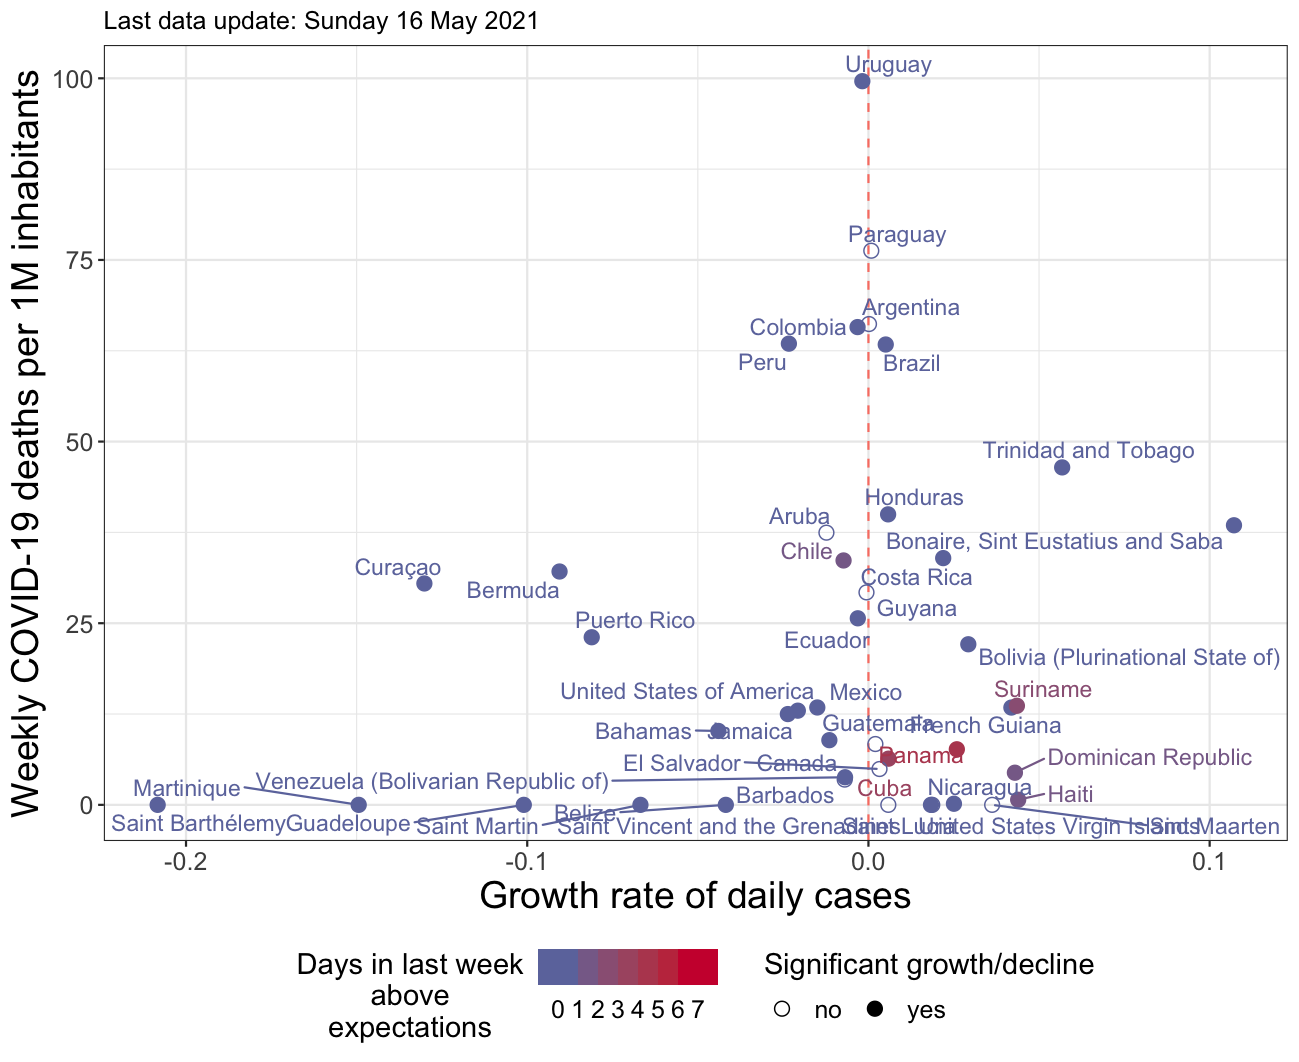 Last data update: Sunday 16 May 2021
Weekly COVID-19 deaths per 1M inhabitants
100
75
50
25
0
Uruguay
Paraguay
Argentina
Colombia
Peru
Brazil
Trinidad and Tobago
Honduras
Aruba
Bonaire, Sint Eustatius and Saba
Chile
Curaçao
Costa Rica
Bermuda
Guyana
Puerto Rico
Ecuador
Bolivia (Plurinational State of)
Suriname
United States of America
Mexico
Guatemala
French Guiana
Bahamas
Jamaica
Panama
Dominican Republic
El Salvador
Canada
Venezuela (Bolivarian Republic of)
Martinique
Cuba
Nicaragua
Haiti
Barbados
Belize
Saint Barthélemy
Guadeloupe
Saint Martin
Saint Vincent and the Grenadines
Saint Lucia
United States Virgin Islands
Sint Maarten
-0.2
-0.1
0.0
0.1
Growth rate of daily cases
Days in last week
above
expectations
0 1 2 3 4 5 6 7
Significant growth/decline
no
yes